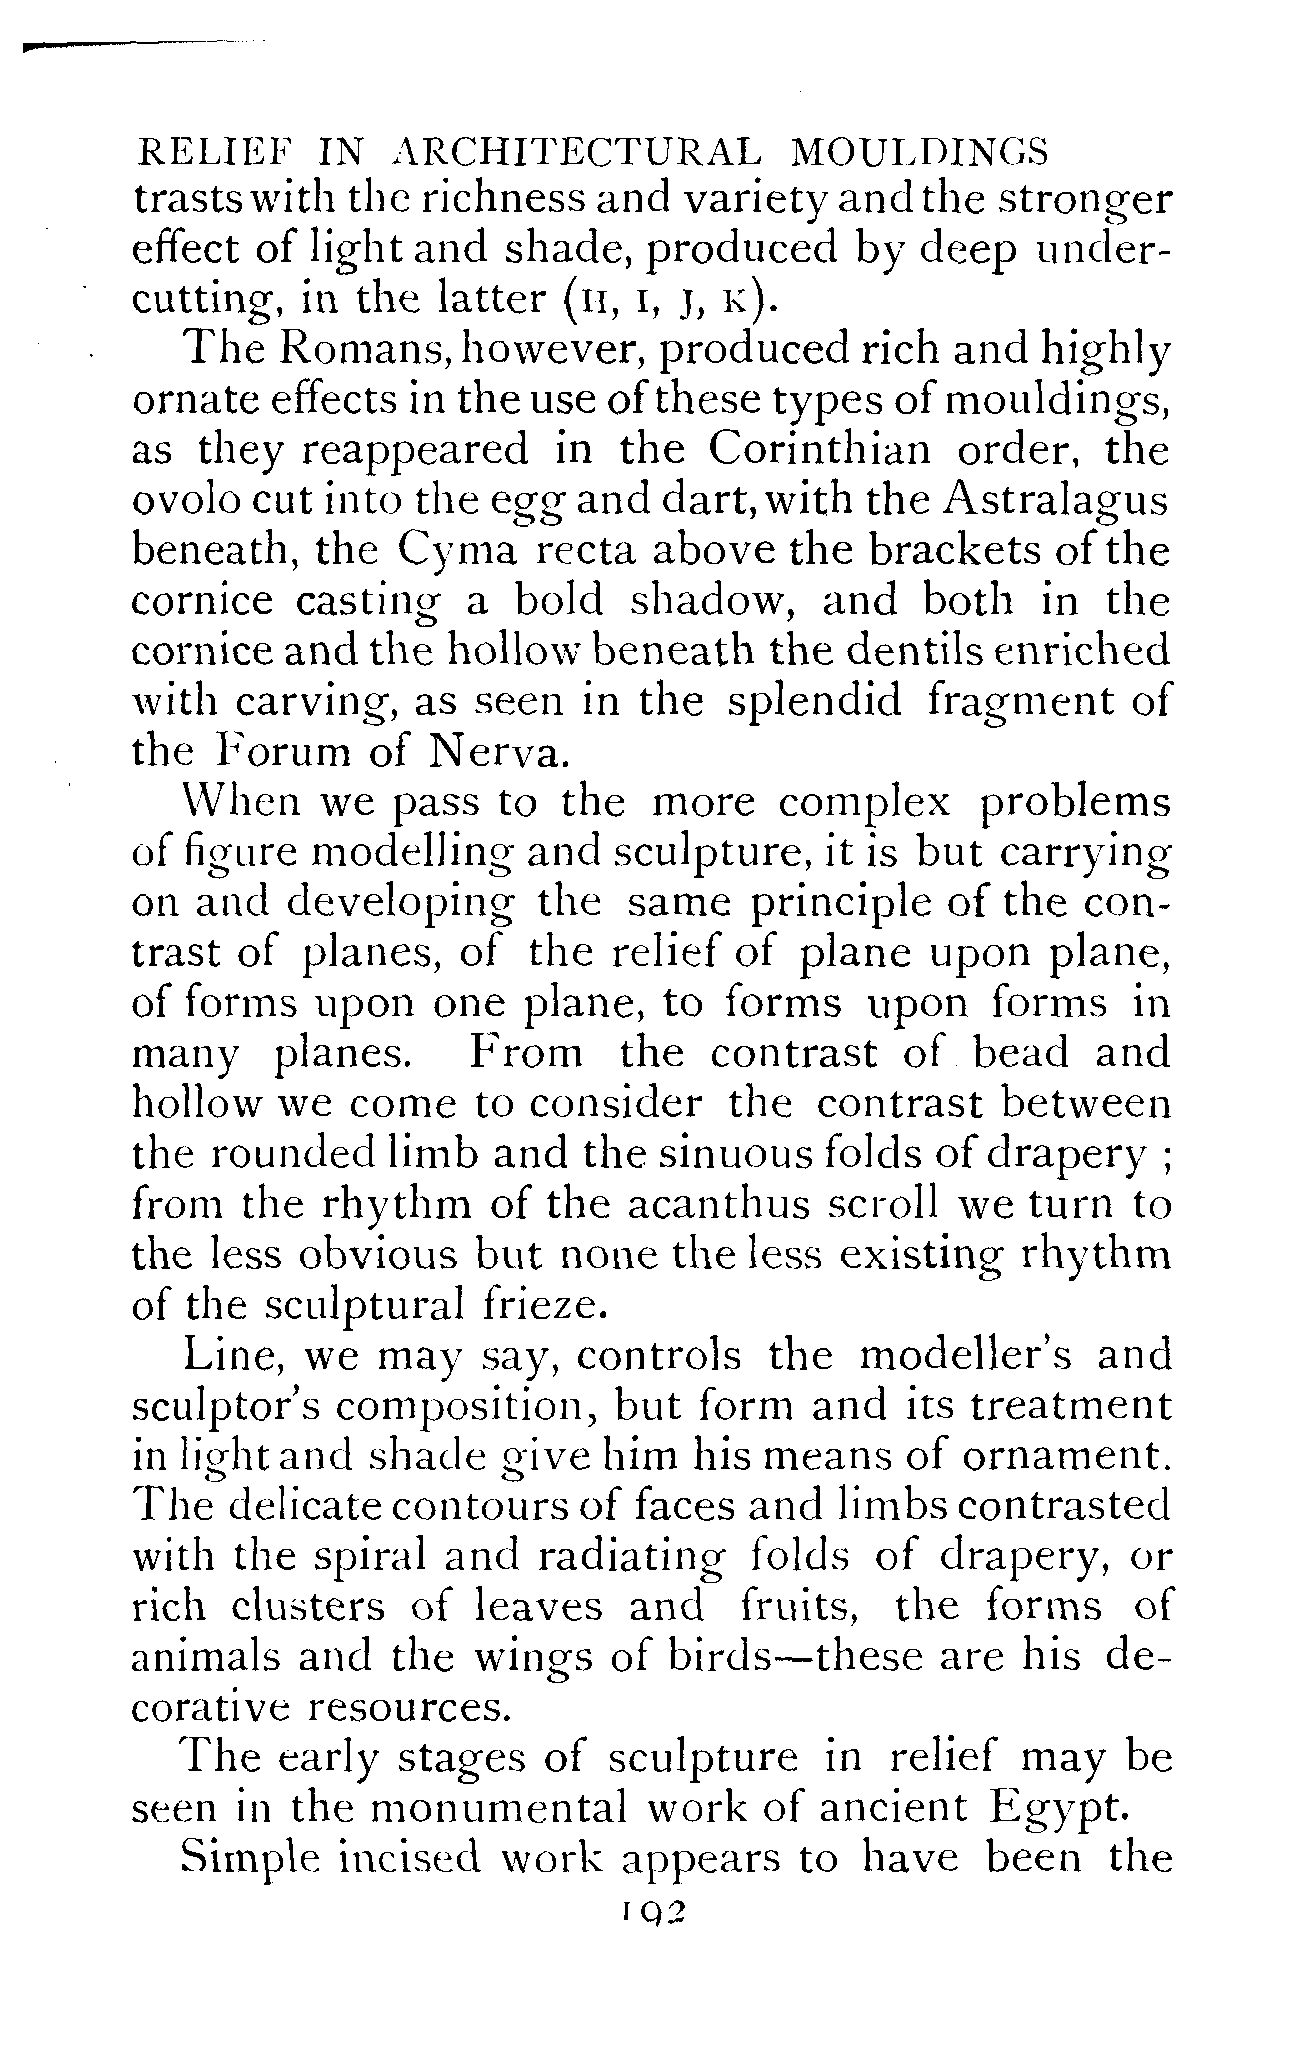 RELIEF IN ARCHITECTURAL MOULDINGS
trasts with the richness and variety and the stronger
effect of light and shade, produced by deep under-
cutting, in the latter (H, I, J, K).
The Romans, however, produced rich and highly
ornate effects in the use of these types of mouldings,
as they reappeared in the Corinthian order, the
ovolo cut into the egg and dart, with the Astralagus
beneath, the Cyma recta above the brackets of the
cornice casting a bold shadow, and both in the
cornice and the hollow beneath the dentils enriched
with carving, as seen in the splendid fragment of
the Forum of Nerva.
When we pass to the more complex problems
of figure modelling and sculpture, it is but carrying
on and developing the same principle of the con-
trast of planes, of the relief of plane upon plane,
of forms upon one plane, to forms upon forms in
many planes. From the contrast of bead and
hollow we come to consider the contrast between
the rounded limb and the sinuous folds of drapery ;
from the rhythm of the acanthus scroll we turn to
the less obvious but none the less existing rhythm
of the sculptural frieze.
Line, we may say, controls the modeller's and
sculptor's composition, but form and its treatment
in light and shade give him his means of ornament.
The delicate contours of faces and limbs contrasted
with the spiral and radiating folds of drapery, or
rich clusters of leaves and fruits, the forms of
animals and the wings of birds—these are his de-
corative resources.
The early stages of sculpture in relief may be
seen in the monumental work of ancient Egypt.
Simple incised work appears to have been the
192